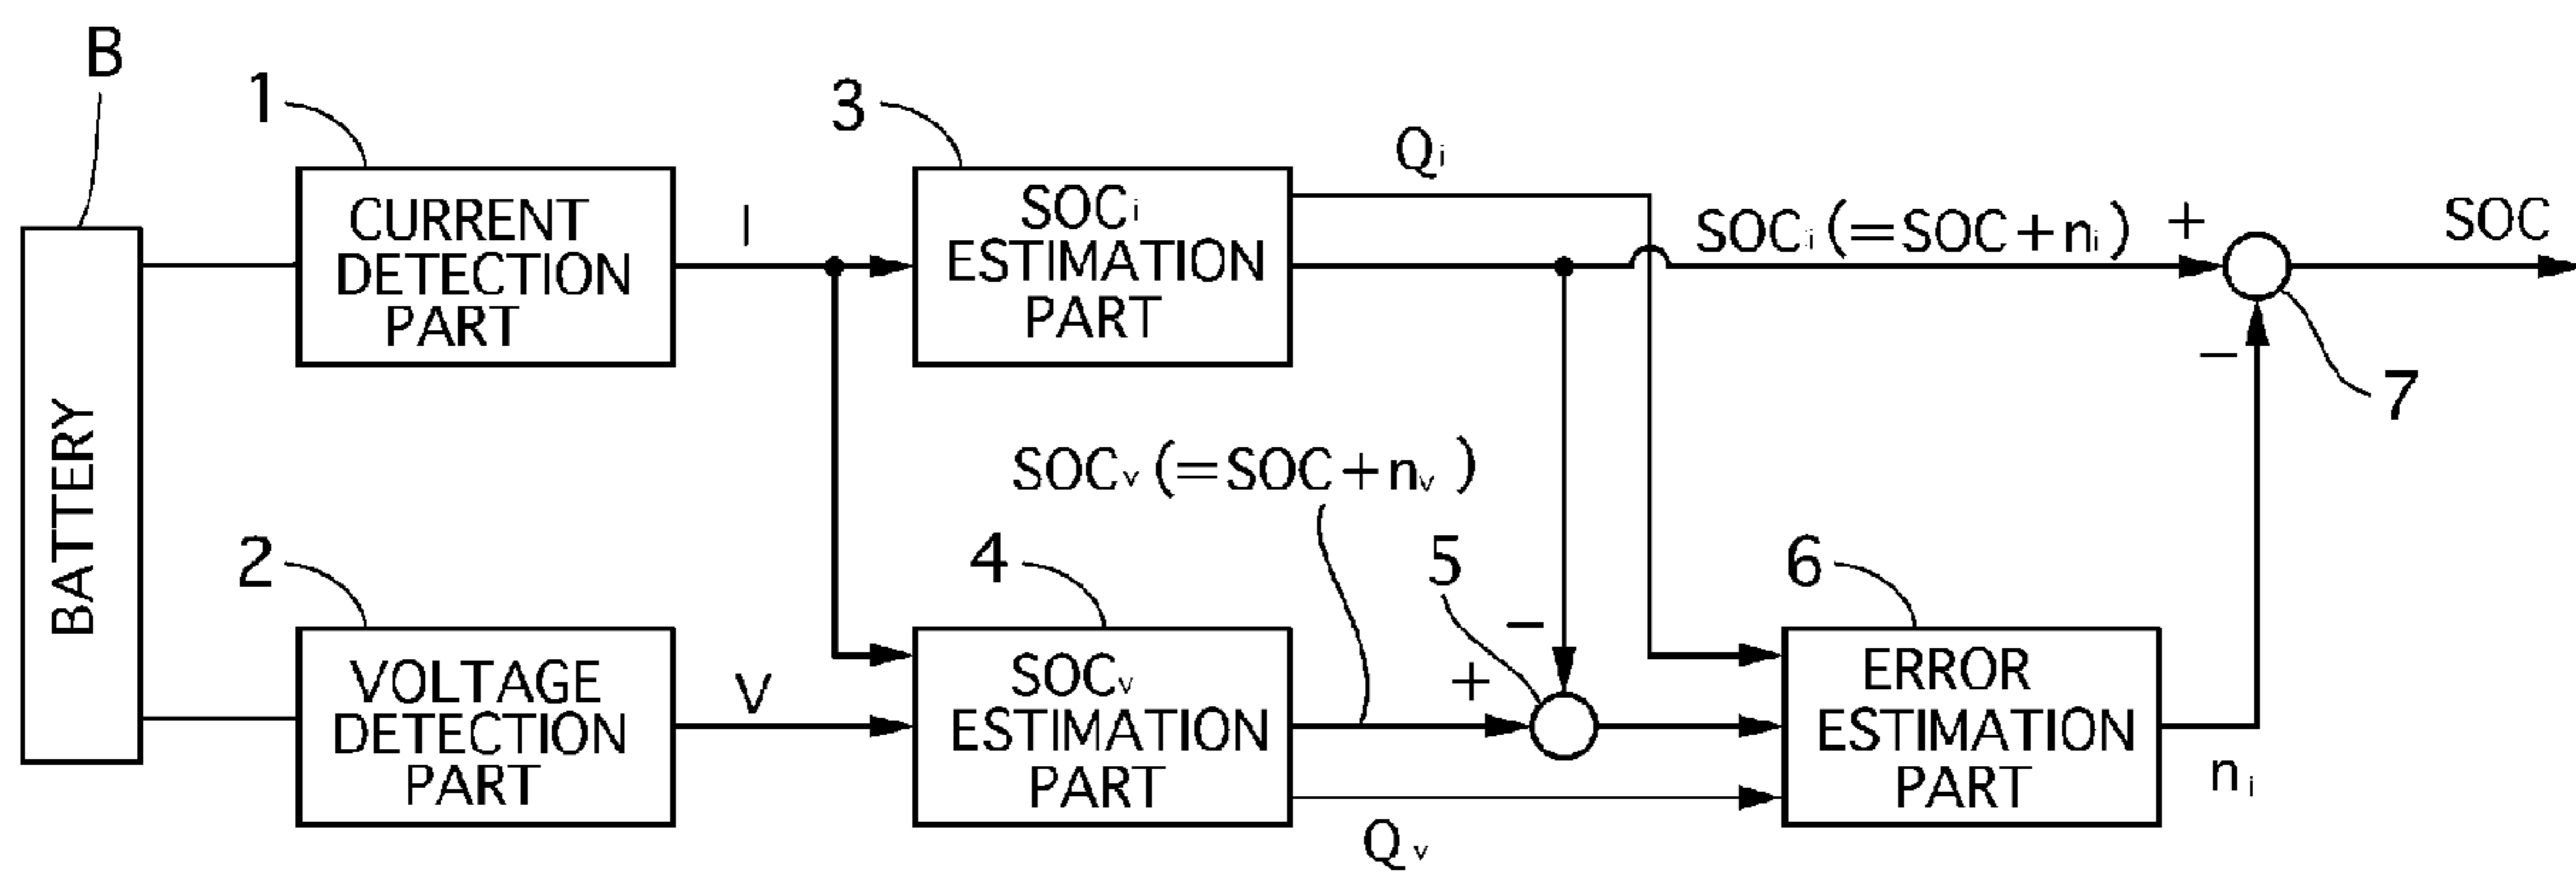 B
1
3
Qi
CURRENT
DETECTION
PART
I
SOCi
ESTIMATION
PART
SOCi (=SOC+ni)
+
SOC
−
7
BATTERY
SOCv (=SOC+nv)
2
4
5
6
VOLTAGE
DETECTION
PART
V
SOCv
ESTIMATION
PART
−
+
ERROR
ESTIMATION
PART
ni
Qv